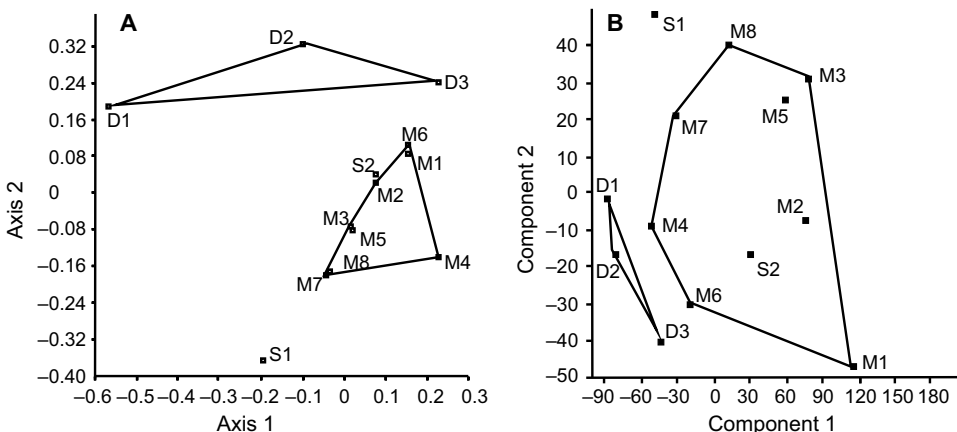 A
0.32
0.24
0.16
0.08
0
–0.08
–0.16
–0.24
–0.32
–0.40
Axis 2
–0.6 –0.5 –0.4 –0.3 –0.2 –0.1 0 0.1 0.2 0.3
Axis 1
D2
D3
D1
M6
M1
S2
M2
M3
M5
M4
M8
M7
S1
B
40
30
20
10
0
–10
–20
–30
–40
–50
Component 2
–90 –60 –30 0 30 60 90 120 150 180
Component 1
S1
M8
M3
M5
M7
D1
M2
M4
D2
S2
M6
D3
M1